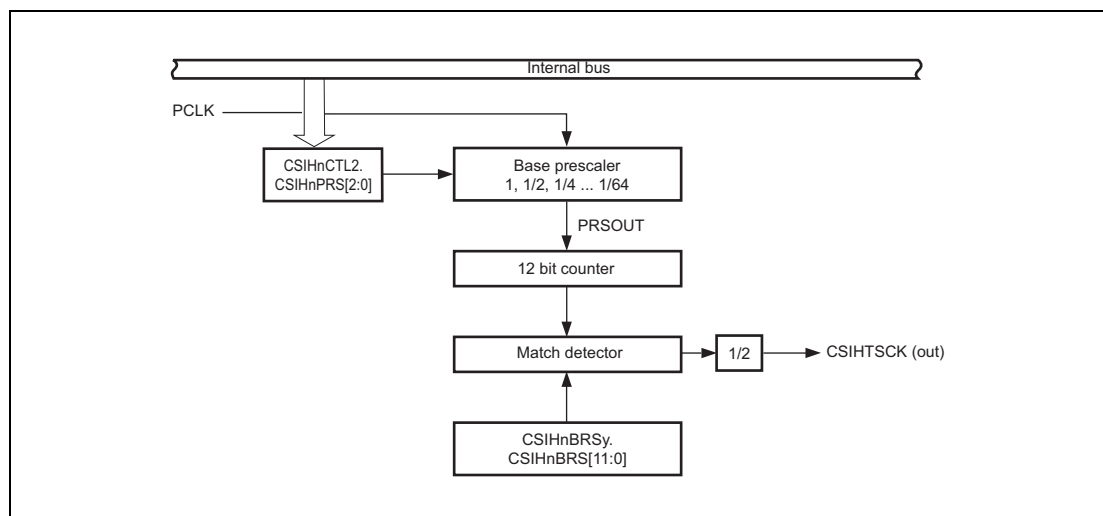 Internal bus
PCLK
CSIHnCTL2.
CSIHnPRS[2:0]
Base prescaler
1, 1/2, 1/4 ... 1/64
PRSOUT
12 bit counter
Match detector
1/2
CSIHTSCK (out)
CSIHnBRSy.
CSIHnBRS[11:0]